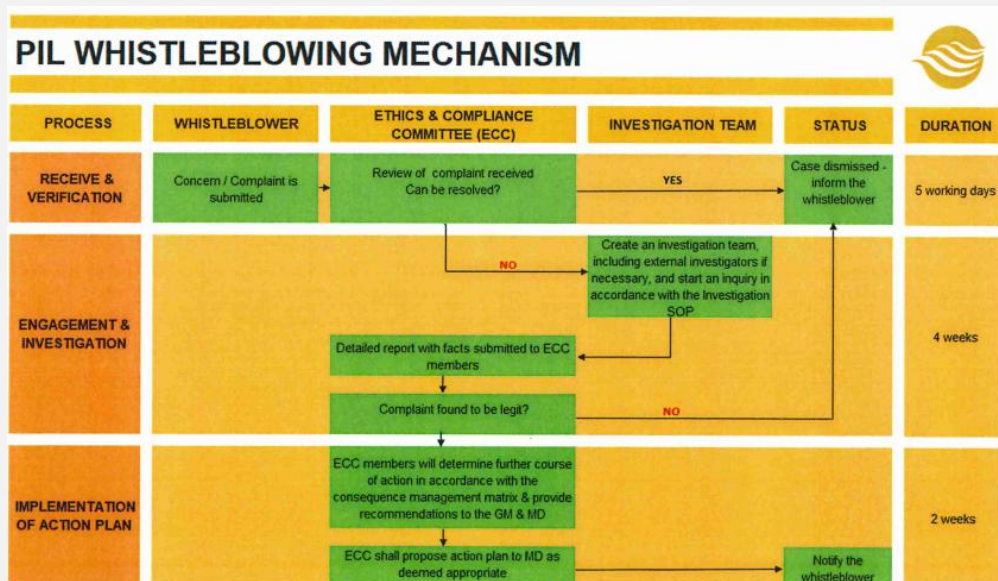 PIL WHISTLEBLOWING MECHANISM
PROCESS
WHISTLEBLOWER
ETHICS & COMPLIANCE
COMMITTEE (ECC)
INVESTIGATION TEAM
STATUS
DURATION
RECEIVE &
VERIFICATION
Concern / Complaint is
submitted
Review of complaint received
Can be resolved?
YES
Case dismissed -
inform the
whistleblower
5 working days
ENGAGEMENT &
INVESTIGATION
NO
Create an investigation team,
including external investigators if
necessary, and start an inquiry in
accordance with the Investigation
SOP
Detailed report with facts submitted to ECC
members
Complaint found to be legit?
NO
4 weeks
IMPLEMENTATION
OF ACTION PLAN
ECC members will determine further course
of action in accordance with the
consequence management matrix & provide
recommendations to the GM & MD
ECC shall propose action plan to MD as
deemed appropriate
Notify the
whistleblower
2 weeks